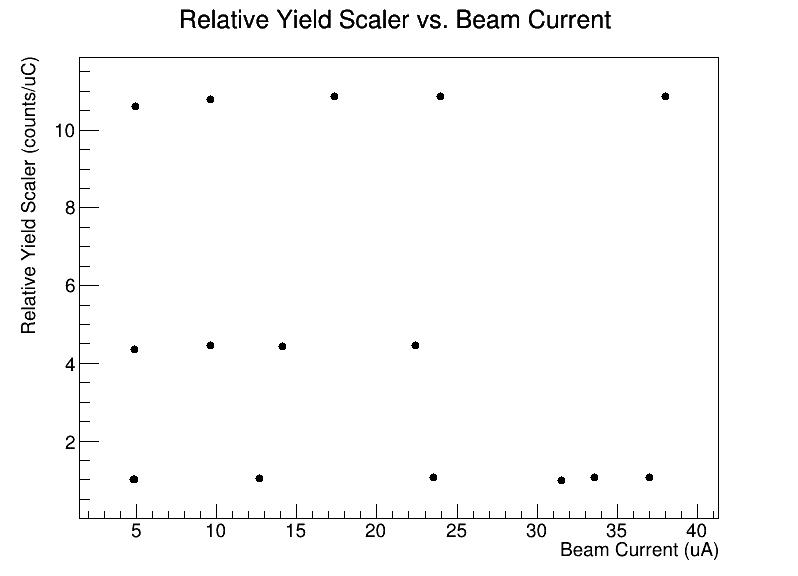 Relative Yield Scaler vs. Beam Current
Relative Yield Scaler (counts/uC)
10
8
6
4
2
5 10 15 20 25 30 35 40
Beam Current (uA)